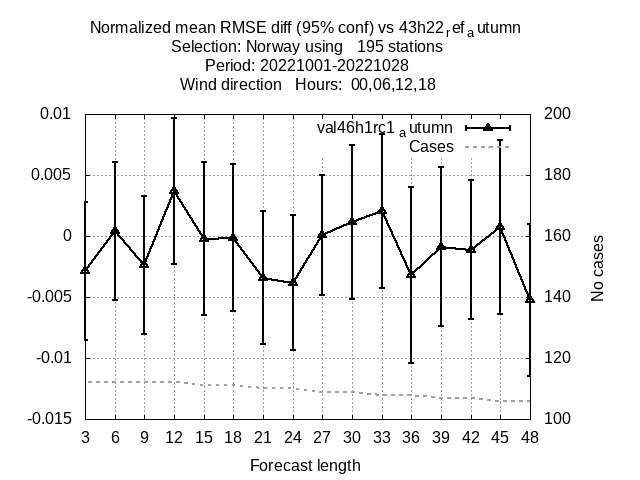 Normalized mean RMSE diff (95% conf) vs 43h22ref_autumn
Selection: Norway using   195 stations
Period: 20221001-20221028
Wind direction   Hours:  00,06,12,18
val46h1rc1_autumn
Cases
0.01
0.005
0
-0.005
-0.01
-0.015
200
180
160
140
120
100
No cases
3 6 9 12 15 18 21 24 27 30 33 36 39 42 45 48
Forecast length